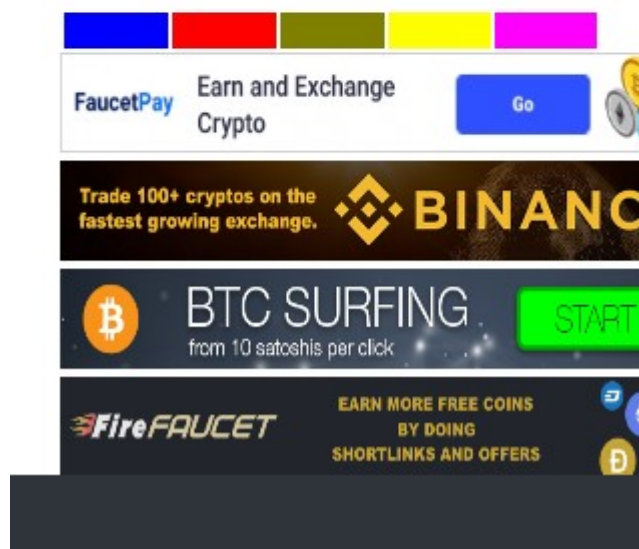 FaucetPay
Earn and Exchange
Crypto
Go
Trade 100+ cryptos on the
fastest growing exchange.
BINANC
BTC SURFING
from 10 satoshis per click
START
FireFAUCET
EARN MORE FREE COINS
BY DOING
SHORTLINKS AND OFFERS